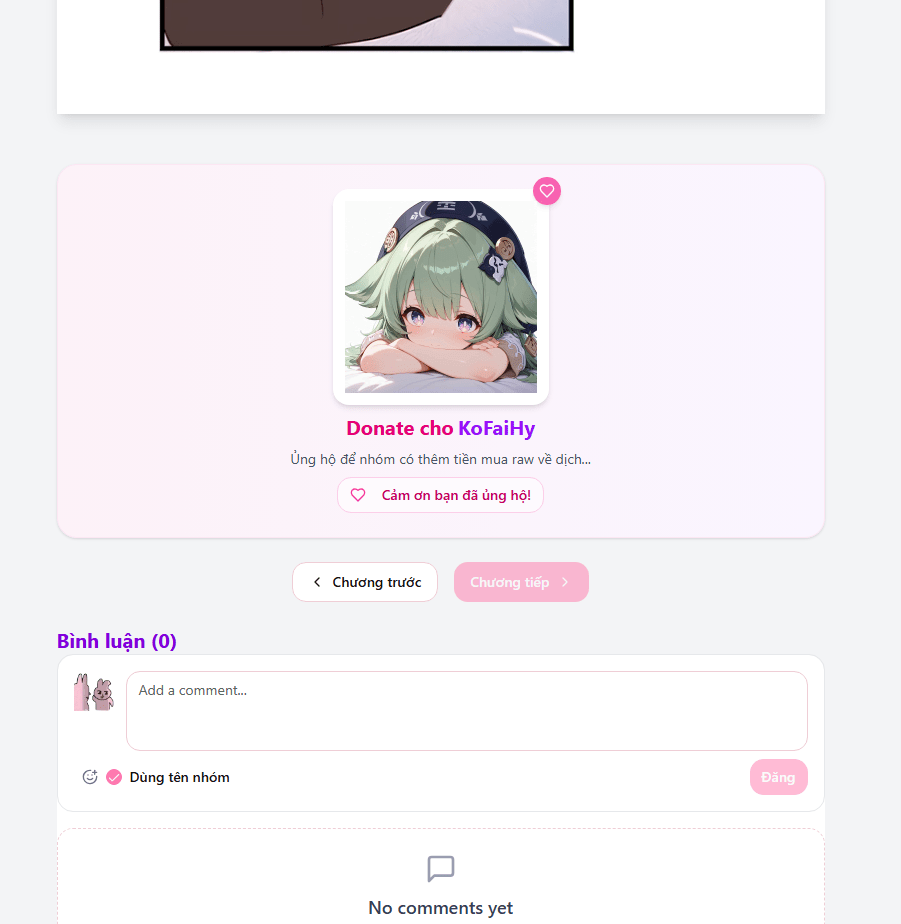 Donate cho KoFaiHy
Ủng hộ để nhóm có thêm tiền mua raw về dịch...
Cảm ơn bạn đã ủng hộ!
Chương trước
Chương tiếp
Bình luận (0)
Add a comment...
Dùng tên nhóm
Đăng
No comments yet